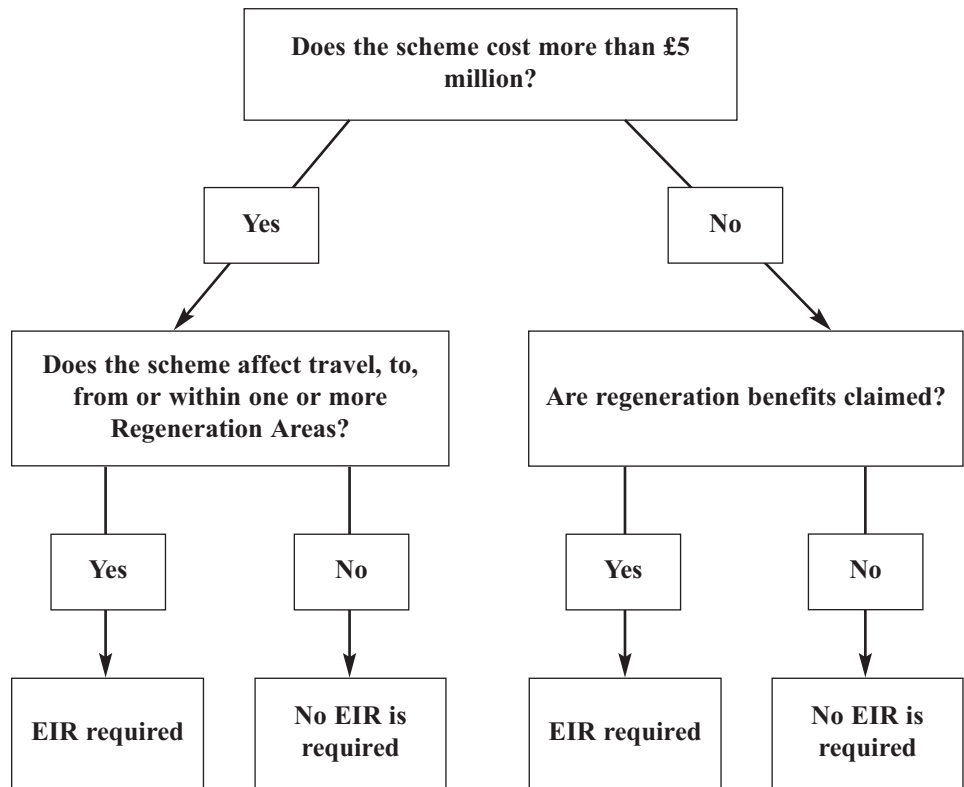 Does the scheme cost more than £5
million?
Yes
No
Does the scheme affect travel, to,
from or within one or more
Regeneration Areas?
Are regeneration benefits claimed?
Yes
No
Yes
No
EIR required
No EIR is
required
EIR required
No EIR is
required